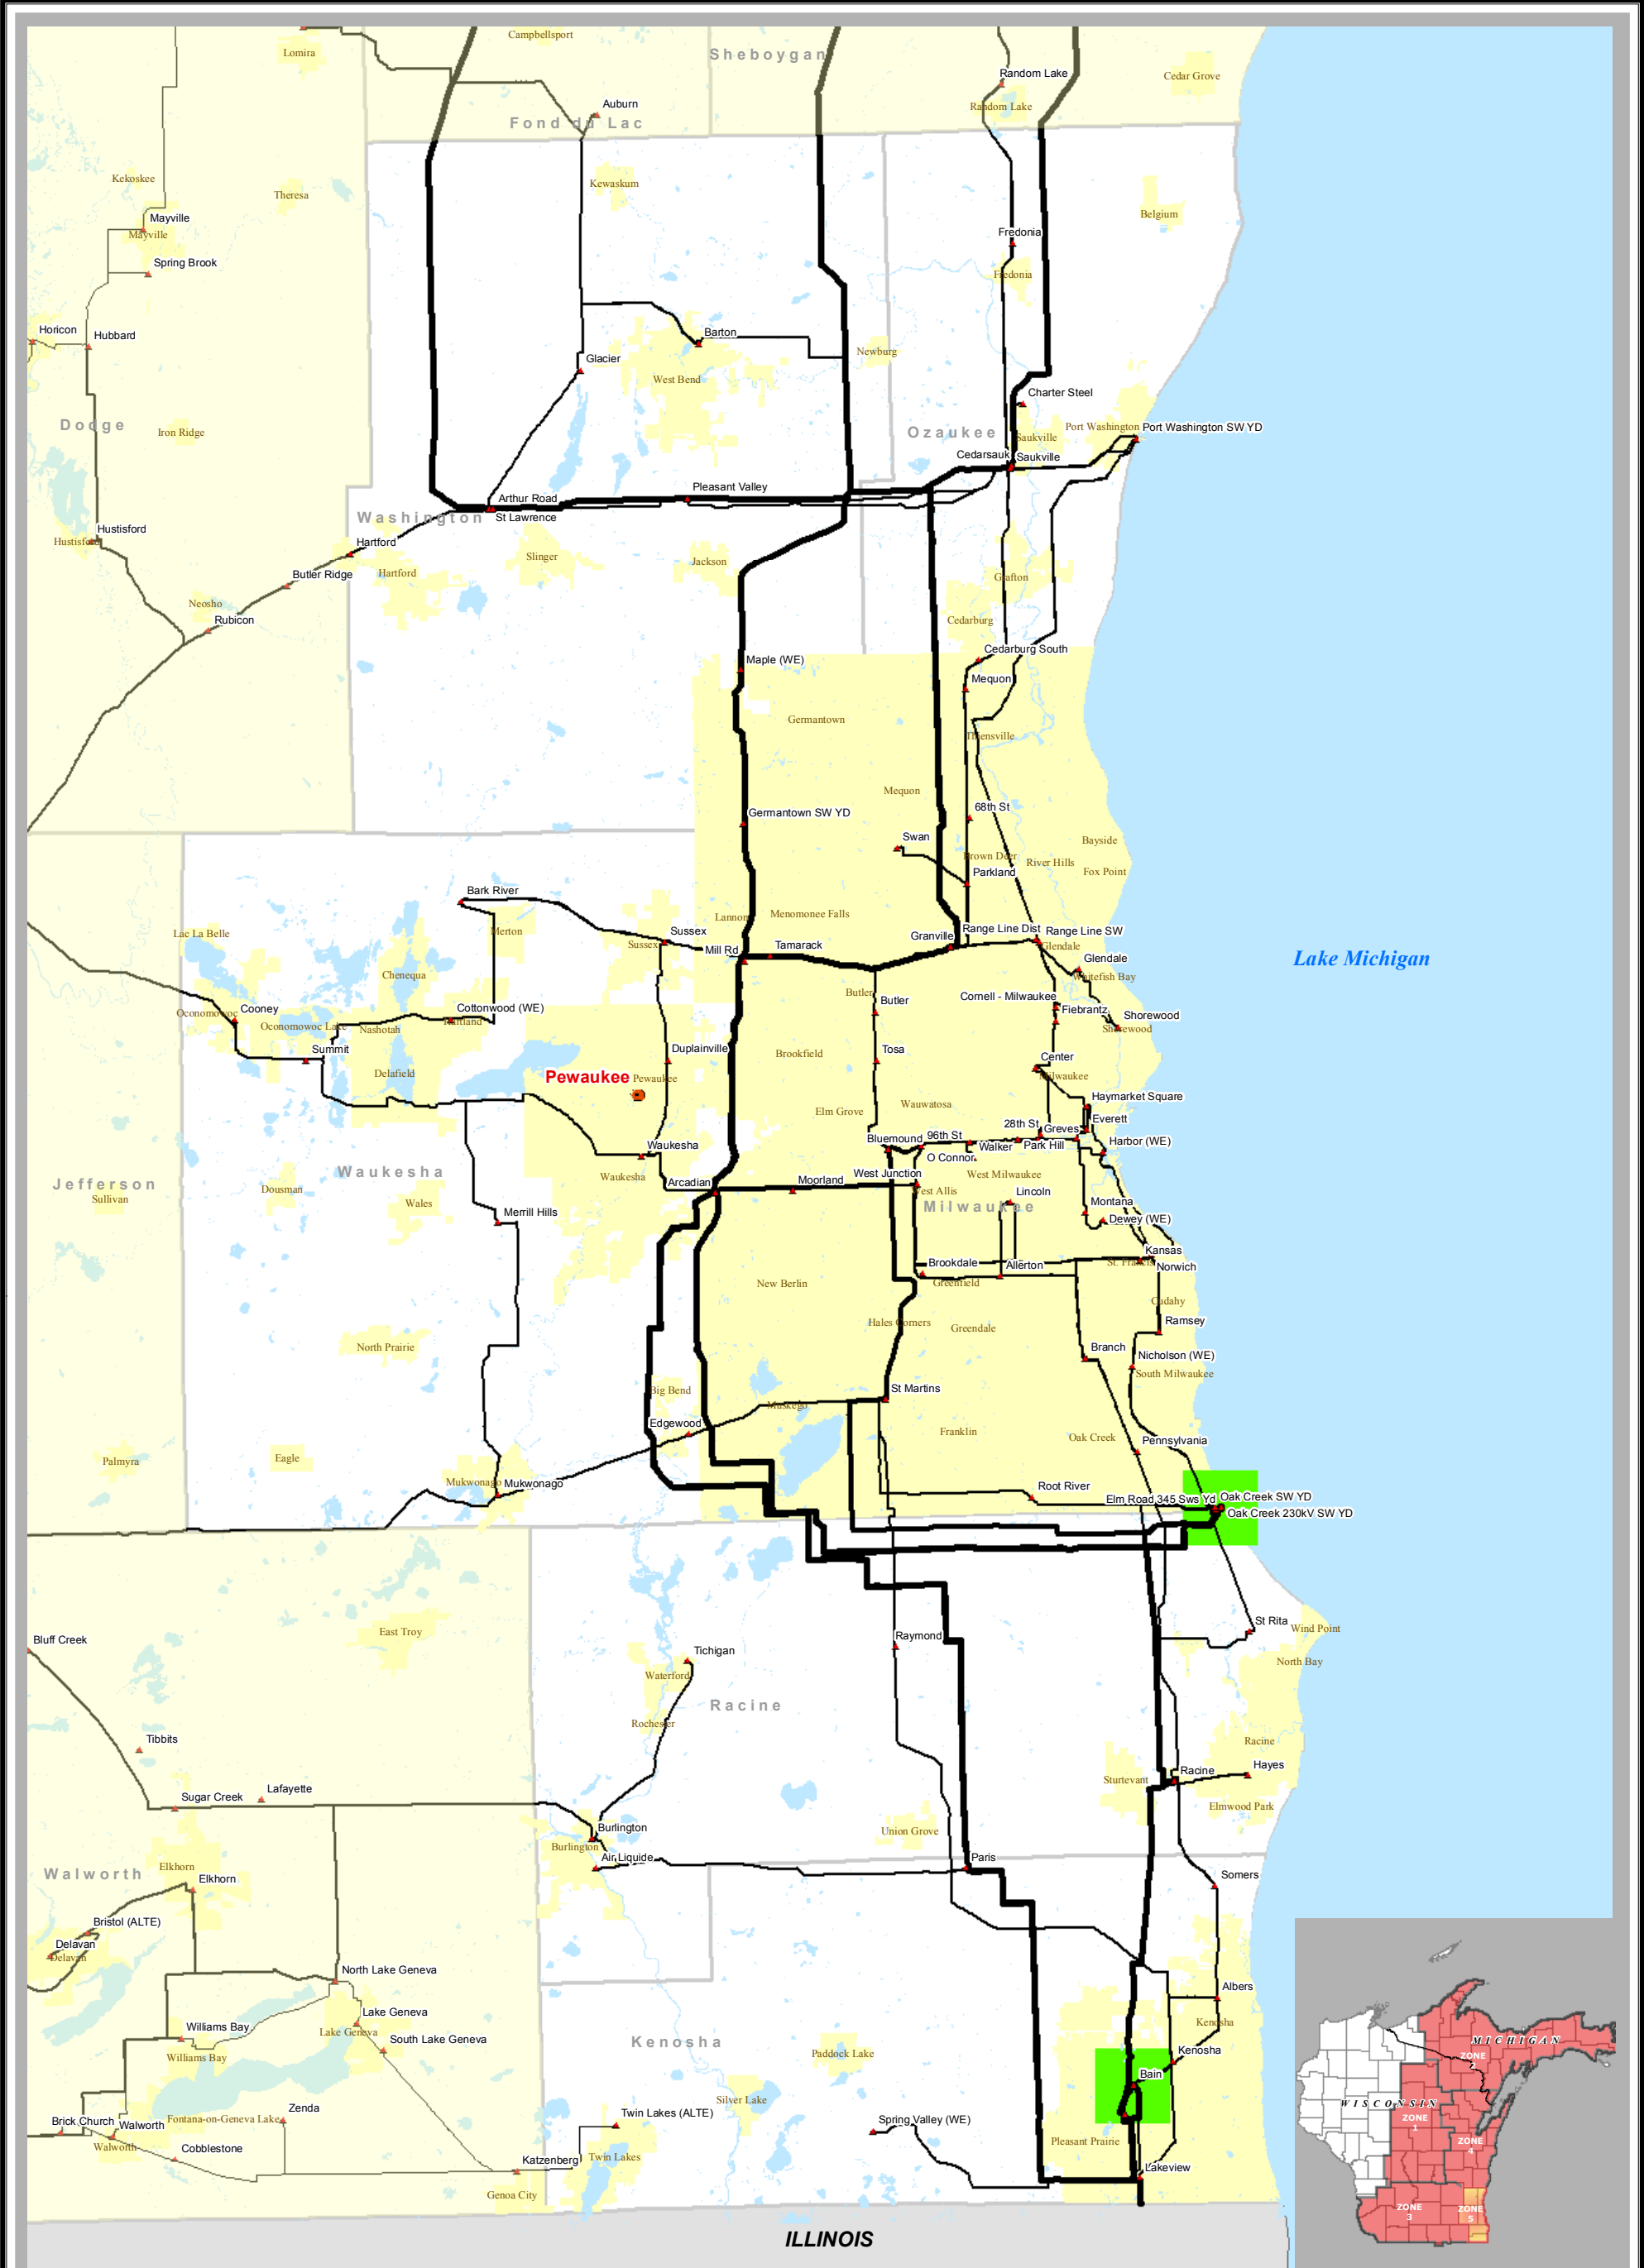 Campbellsport
Sheboygan
Lomira
Random Lake
Cedar Grove
Auburn
Random Lake
Fond du Lac
Kekoskee
Kewaskum
Theresa
Mayville
Belgium
Mayville
Fredonia
Spring Brook
Fredonia
Horicon
Hubbard
Barton
Newburg
Glacier
West Bend
Charter Steel
Dodge
Iron Ridge
Ozaukee
Saukville
Port Washington
Port Washington SW YD
Cedarsauk
Saukville
Pleasant Valley
Arthur Road
Washington
St Lawrence
Hustisford
Hustisford
Hartford
Slinger
Jackson
Hartford
Butler Ridge
Grafton
Neosho
Rubicon
Cedarburg
Cedarburg South
Maple (WE)
Mequon
Germantown
Thiensville
Mequon
68th St
Germantown SW YD
Swan
Bayside
Brown Deer
River Hills
Fox Point
Parkland
Bark River
Lannon
Menomonee Falls
Lac La Belle
Merton
Sussex
Sussex
Mill Rd
Tamarack
Granville
Range Line Dist
Range Line SW
Glendale
Lake Michigan
Glendale
Chenequa
Whitefish Bay
Butler
Butler
Cornell - Milwaukee
Oconomowoc
Cooney
Cottonwood (WE)
Hartland
Fiebrantz
Shorewood
Shorewood
Oconomowoc Lake
Nashotah
Summit
Duplainville
Brookfield
Tosa
Center
Milwaukee
Delafield
Pewaukee
Pewaukee
Haymarket Square
Elm Grove
Wauwatosa
Everett
28th St
Greves
Bluemound
96th St
Walker
Park Hill
Harbor (WE)
Waukesha
O Connor
Waukesha
Waukesha
West Junction
West Milwaukee
Jefferson
Arcadian
Moorland
West Allis
Lincoln
Sullivan
Dousman
Wales
Merrill Hills
Milwaukee
Montana
Dewey (WE)
Kansas
Brookdale
Allerton
St. Francis
Norwich
New Berlin
Greenfield
Cudahy
Hales Corners
Greendale
Ramsey
North Prairie
Branch
Nicholson (WE)
South Milwaukee
Big Bend
St Martins
Muskego
Edgewood
Franklin
Oak Creek
Pennsylvania
Palmyra
Eagle
Mukwonago
Mukwonago
Root River
Elm Road 345 Sws Yd
Oak Creek SW YD
Oak Creek 230kV SW YD
St Rita
Wind Point
East Troy
Bluff Creek
Raymond
Tichigan
North Bay
Waterford
Racine
Rochester
Tibbits
Racine
Hayes
Racine
Sturtevant
Lafayette
Sugar Creek
Elmwood Park
Burlington
Union Grove
Burlington
Air Liquide
Paris
Walworth
Elkhorn
Elkhorn
Somers
Bristol (ALTE)
Delavan
Delavan
North Lake Geneva
Albers
Lake Geneva
Kenosha
Williams Bay
Lake Geneva
South Lake Geneva
Kenosha
Williams Bay
Paddock Lake
Kenosha
Bain
Silver Lake
Zenda
Twin Lakes (ALTE)
Spring Valley (WE)
Brick Church
Walworth
Fontana-on-Geneva Lake
Walworth
Cobblestone
Twin Lakes
Pleasant Prairie
Katzenberg
Lakeview
Genoa City
ILLINOIS
MICHIGAN
ZONE
2
WISCONSIN
ZONE
1
ZONE
4
ZONE
3
ZONE
5